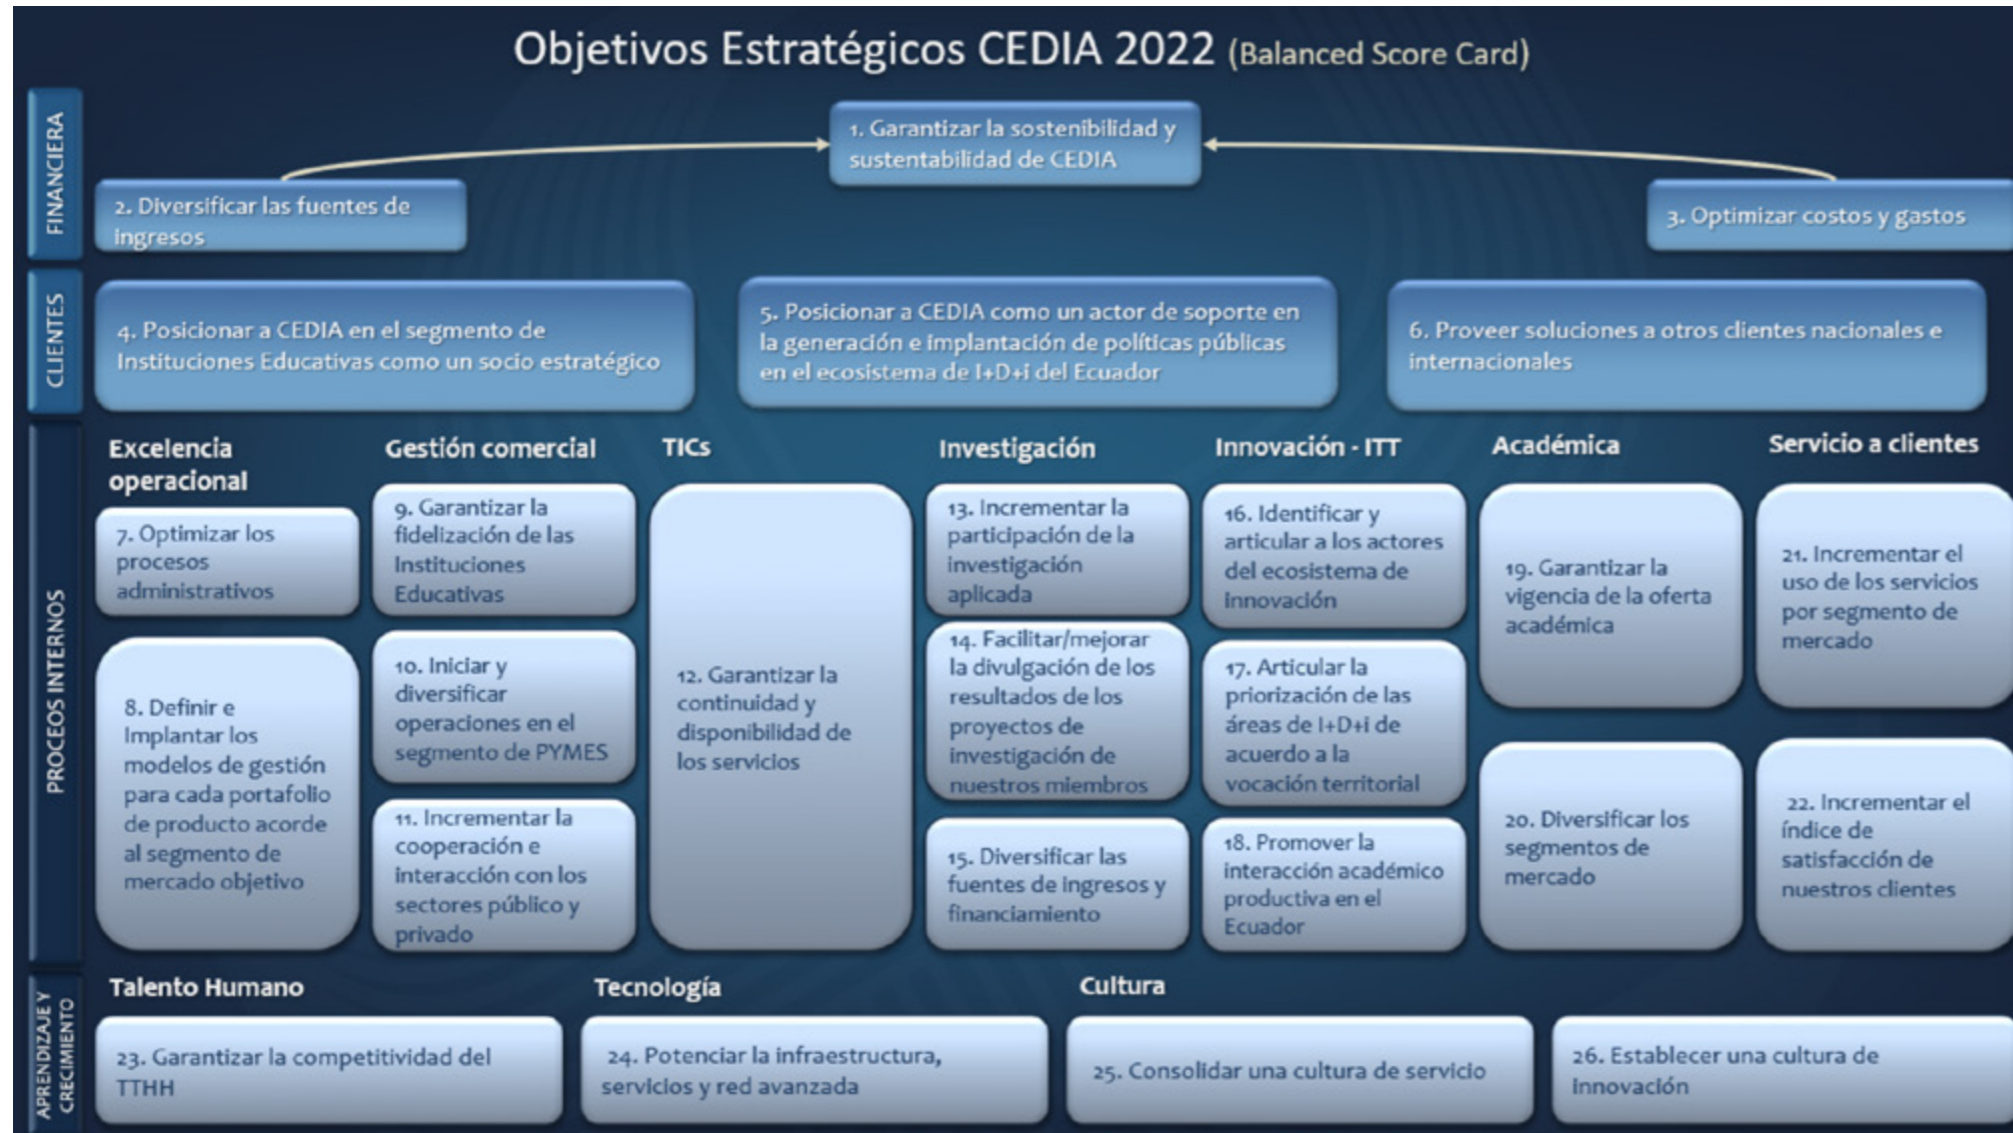 Objetivos Estratégicos CEDIA 2022 (Balanced Score Card)
FINANCIERA
1. Garantizar la sostenibilidad y
sustentabilidad de CEDIA
2. Diversificar las fuentes de
ingresos
3. Optimizar costos y gastos
CLIENTES
4. Posicionar a CEDIA en el segmento de
Instituciones Educativas como un socio estratégico
5. Posicionar a CEDIA como un actor de soporte en
la generación e implantación de políticas públicas
en el ecosistema de I+D+i del Ecuador
6. Proveer soluciones a otros clientes nacionales e
internacionales
PROCEOS INTERNOS
Excelencia
operacional
7. Optimizar los
procesos
administrativos
8. Definir e
Implantar los
modelos de gestión
para cada portafolio
de producto acorde
al segmento de
mercado objetivo
Gestión comercial
9. Garantizar la
fidelización de las
Instituciones
Educativas
10. Iniciar y
diversificar
operaciones en el
segmento de PYMES
11. Incrementar la
cooperación e
interacción con los
sectores público y
privado
TICs
12. Garantizar la
continuidad y
disponibilidad de
los servicios
Investigación
13. Incrementar la
participación de la
investigación
aplicada
14. Facilitar/mejorar
la divulgación de los
resultados de los
proyectos de
investigación de
nuestros miembros
15. Diversificar las
fuentes de ingresos y
financiamiento
Innovación - ITT
16. Identificar y
articular a los actores
del ecosistema de
innovación
17. Articular la
priorización de las
áreas de I+D+i de
acuerdo a la
vocación territorial
18. Promover la
interacción académico
productiva en el
Ecuador
Académica
19. Garantizar la
vigencia de la oferta
académica
20. Diversificar los
segmentos de
mercado
Servicio a clientes
21. Incrementar el
uso de los servicios
por segmento de
mercado
22. Incrementar el
índice de
satisfacción de
nuestros clientes
APRENDIZAJE Y
CRECIMIENTO
Talento Humano
23. Garantizar la competitividad del
TTHH
Tecnología
24. Potenciar la infraestructura,
servicios y red avanzada
Cultura
25. Consolidar una cultura de servicio
26. Establecer una cultura de
innovación